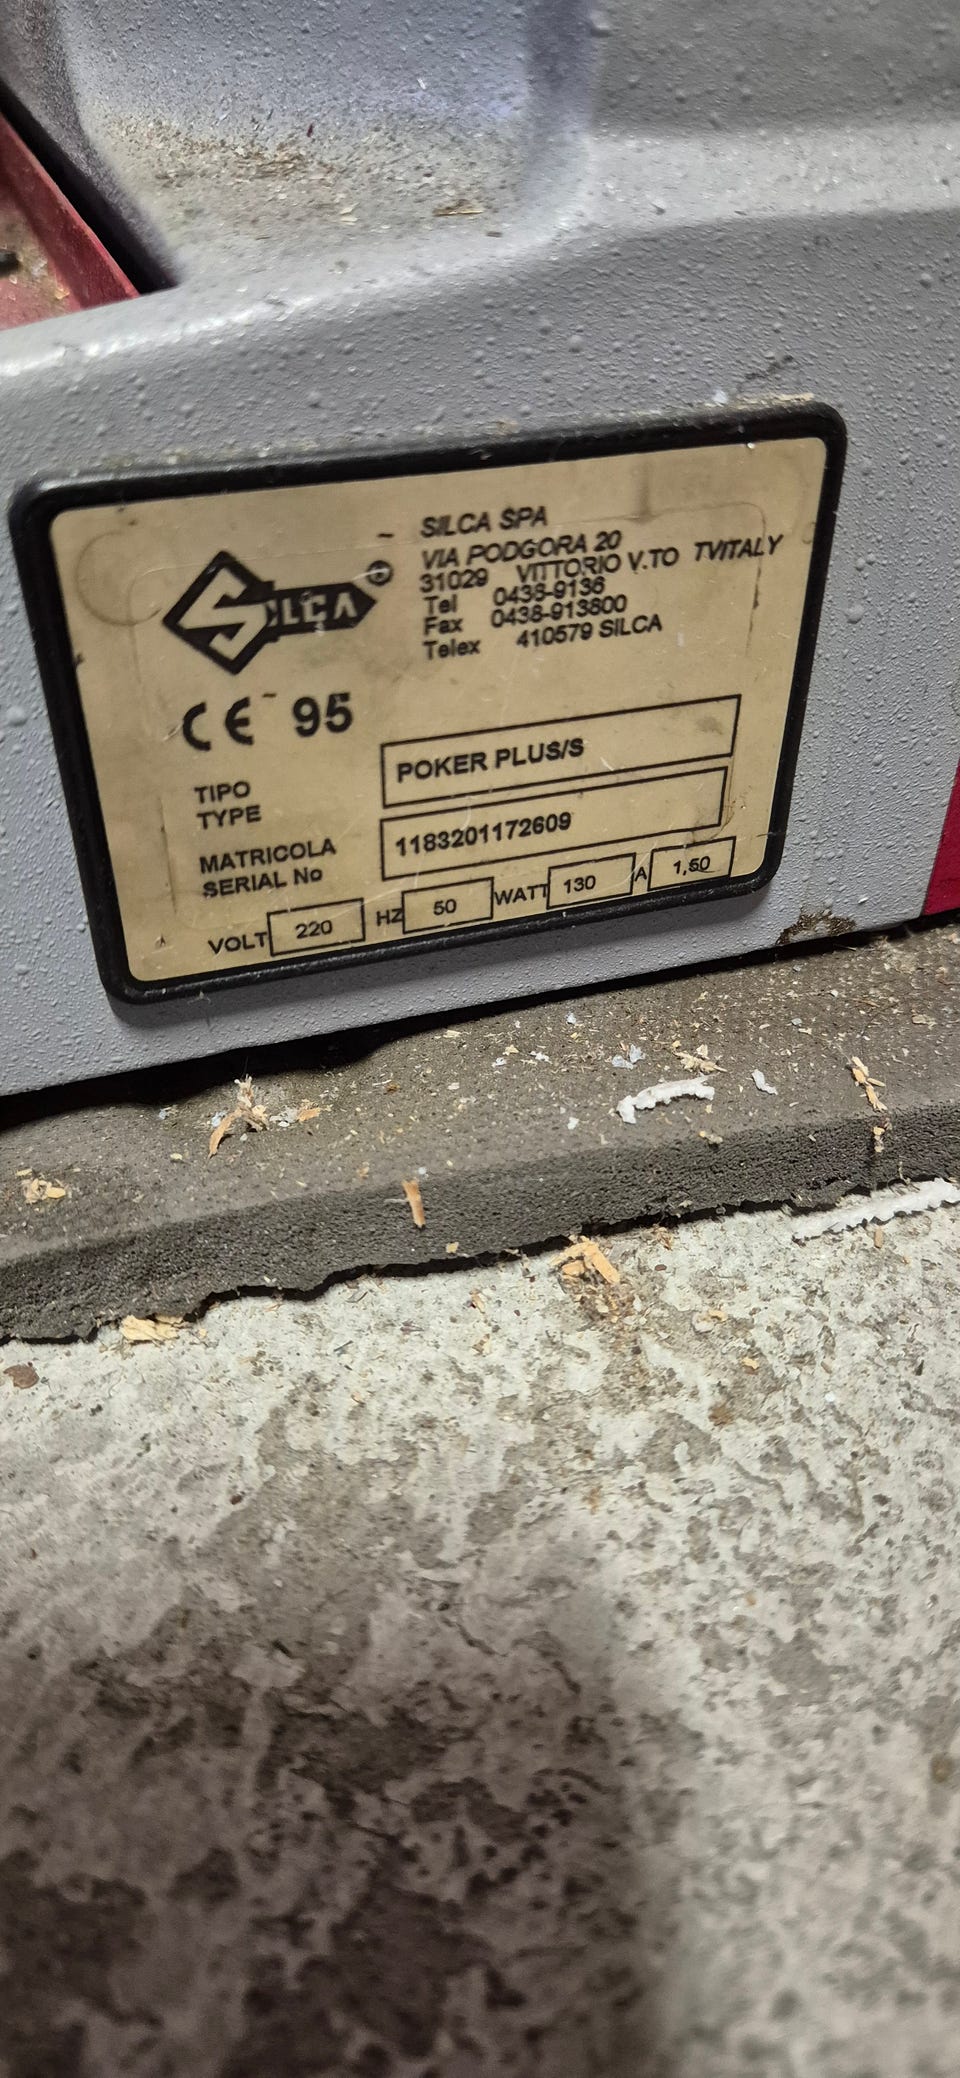 SILCA ®
SILCA SPA
VIA PODGORA 20
31029 VITTORIO V.TO TVITALY
Tel 0438-9136
Fax 0438-913800
Telex 410579 SILCA
CE 95
TIPO
TYPE
POKER PLUS/S
MATRICOLA
SERIAL No
1183201172609
VOLT 220 HZ 50 WATT 130 A 1,50